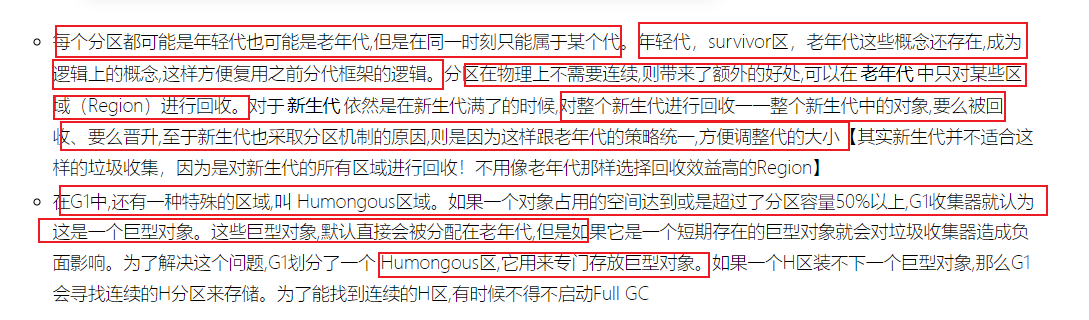 每个分区都可能是年轻代也可能是老年代,但是在同一时刻只能属于某个代。年轻代，survivor区，老年代这些概念还存在,成为
逻辑上的概念,这样方便复用之前分代框架的逻辑。分区在物理上不需要连续,则带来了额外的好处,可以在 老年代 中只对某些区
域（Region）进行回收。对于 新生代 依然是在新生代满了的时候,对整个新生代进行回收一一整个新生代中的对象,要么被回
收、要么晋升,至于新生代也采取分区机制的原因,则是因为这样跟老年代的策略统一,方便调整代的大小【其实新生代并不适合这
样的垃圾收集，因为是对新生代的所有区域进行回收！不用像老年代那样选择回收效益高的Region】
在G1中,还有一种特殊的区域,叫 Humongous区域。如果一个对象占用的空间达到或是超过了分区容量50%以上,G1收集器就认为
这是一个巨型对象。这些巨型对象,默认直接会被分配在老年代,但是如果它是一个短期存在的巨型对象就会对垃圾收集器造成负
面影响。为了解决这个问题,G1划分了一个 Humongous区,它用来专门存放巨型对象。如果一个H区装不下一个巨型对象,那么G1
会寻找连续的H分区来存储。为了能找到连续的H区,有时候不得不启动Full GC